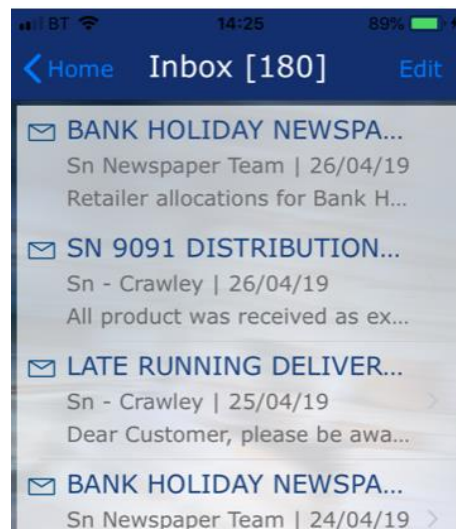 BT 14:25 89%
Home Inbox [180] Edit
BANK HOLIDAY NEWSPA...
Sn Newspaper Team | 26/04/19
Retailer allocations for Bank H...
SN 9091 DISTRIBUTION...
Sn - Crawley | 26/04/19
All product was received as ex...
LATE RUNNING DELIVER...
Sn - Crawley | 25/04/19
Dear Customer, please be awa...
BANK HOLIDAY NEWSPA...
Sn Newspaper Team | 24/04/19